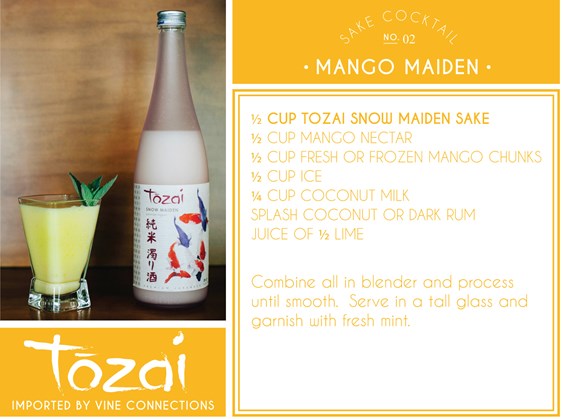 SAKE COCKTAIL
NO. 02
• MANGO MAIDEN •
½ CUP TOZAI SNOW MAIDEN SAKE
½ CUP MANGO NECTAR
½ CUP FRESH OR FROZEN MANGO CHUNKS
½ CUP ICE
¼ CUP COCONUT MILK
SPLASH COCONUT OR DARK RUM
JUICE OF ½ LIME
Combine all in blender and process
until smooth. Serve in a tall glass and
garnish with fresh mint.
Tōzai
SNOW MAIDEN
純米 濁り酒
Tōzai
IMPORTED BY VINE CONNECTIONS